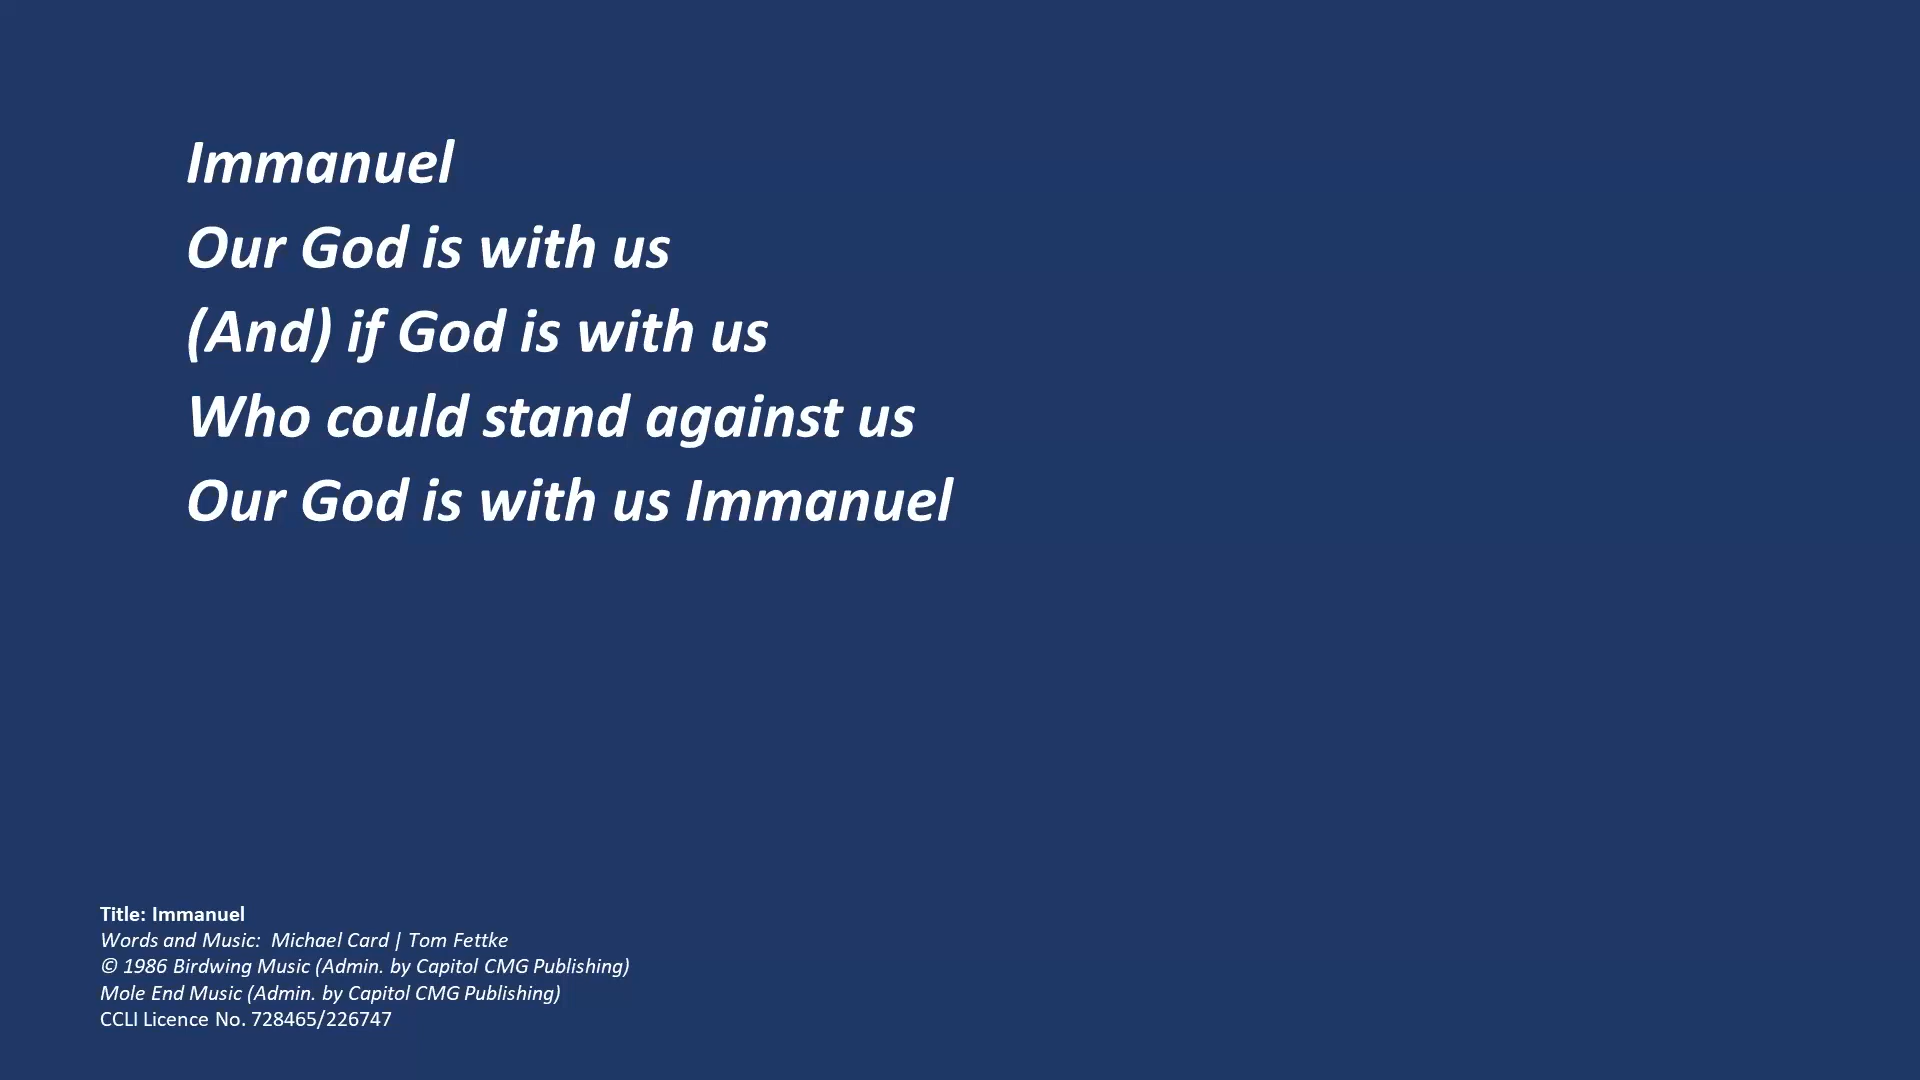 Immanuel
Our God is with us
(And) if God is with us
Who could stand against us
Our God is with us Immanuel
Title: Immanuel
Words and Music:  Michael Card | Tom Fettke
© 1986 Birdwing Music (Admin. by Capitol CMG Publishing)
Mole End Music (Admin. by Capitol CMG Publishing)
CCLI Licence No. 728465/226747